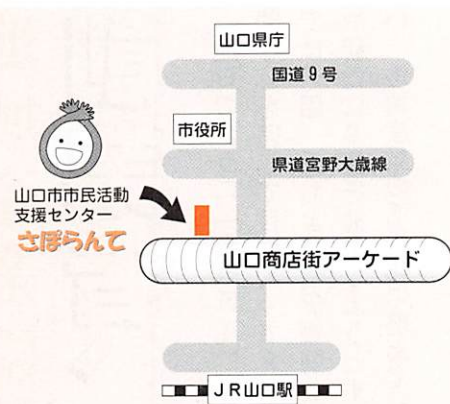 山口県庁
国道9号
市役所
県道宮野大歳線
山口市市民活動
支援センター
さぽらんて
山口商店街アーケード
JR山口駅